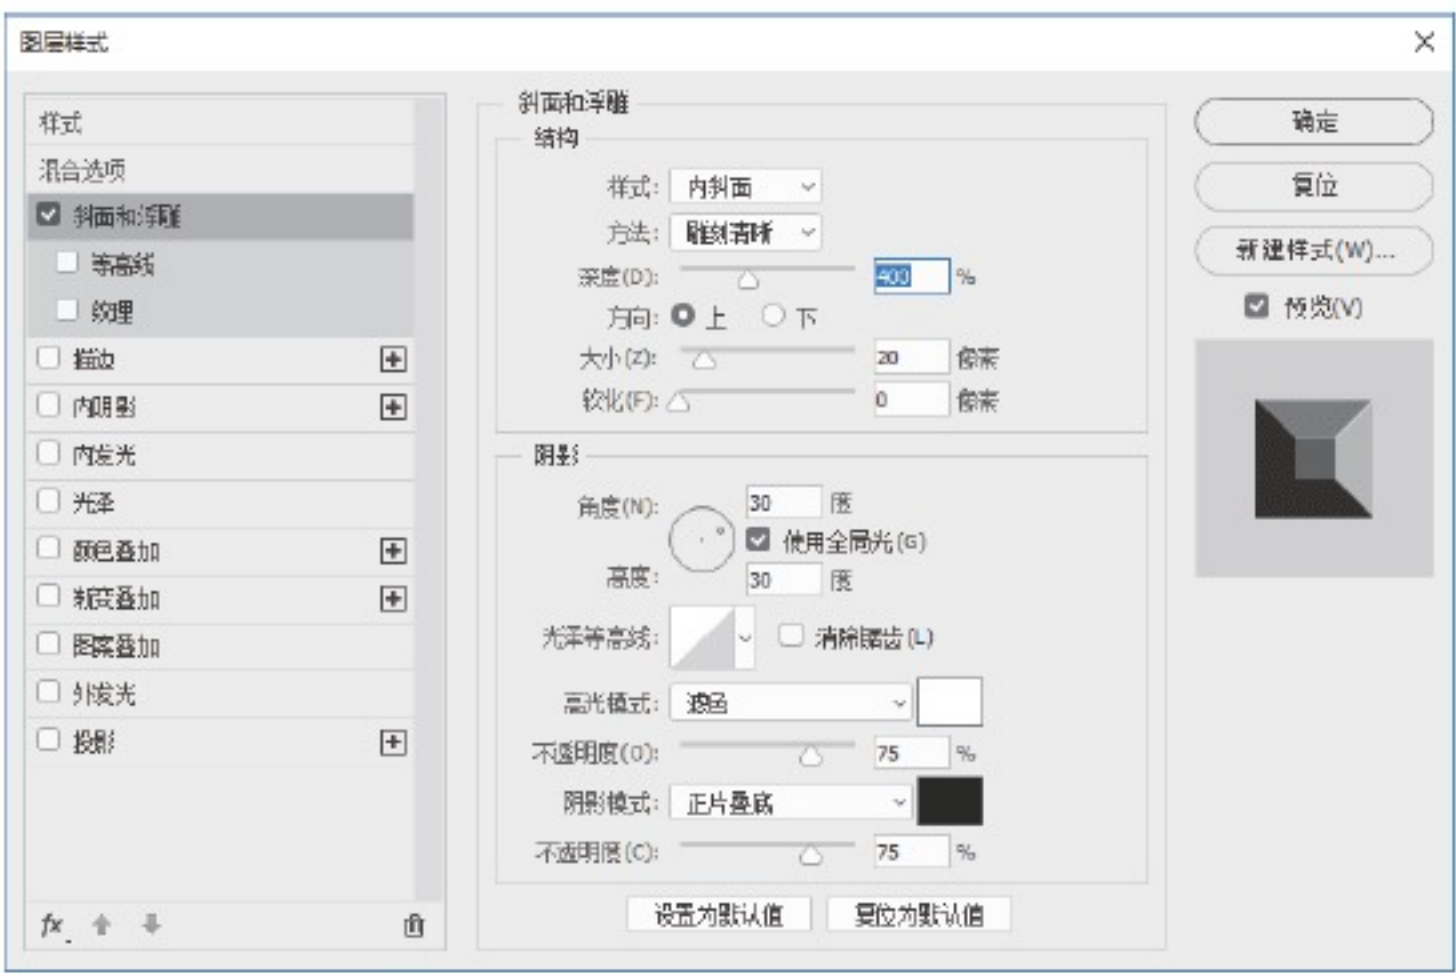 图层样式
样式
混合选项
斜面和浮雕
等高线
纹理
描边
内阴影
内发光
光泽
颜色叠加
渐变叠加
图案叠加
外发光
投影
fx
斜面和浮雕
结构
样式: 内斜面
方法: 雕刻清晰
深度(D): 400 %
方向: 上 下
大小(Z): 20 像素
软化(F): 0 像素
阴影
角度(N): 30 度
使用全局光(G)
高度: 30 度
光泽等高线: 消除锯齿(L)
高光模式: 滤色
不透明度(O): 75 %
阴影模式: 正片叠底
不透明度(C): 75 %
设置为默认值 复位为默认值
确定
复位
新建样式(W)...
预览(V)